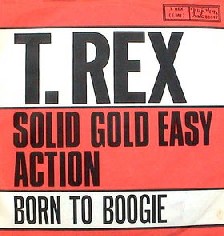 T.REX
SOLID GOLD EASY
ACTION
BORN TO BOOGIE